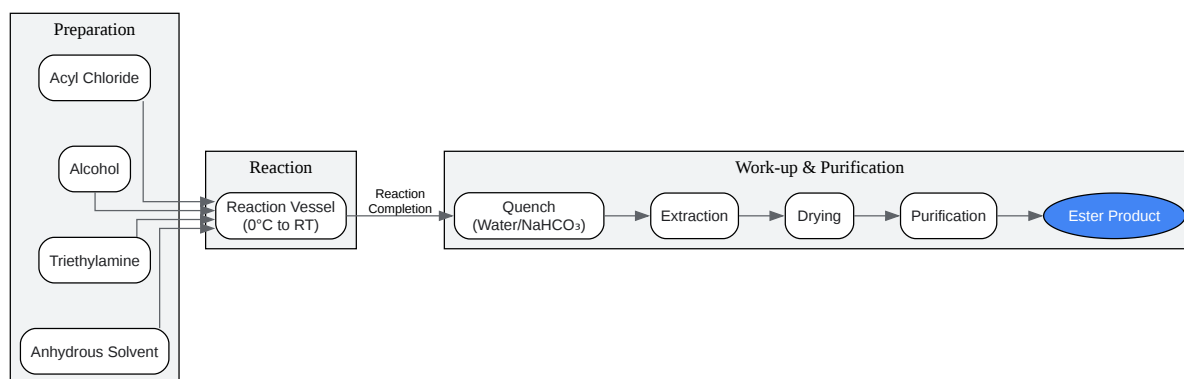 Preparation
Acyl Chloride
Alcohol
Triethylamine
Anhydrous Solvent
Reaction
Reaction Vessel
(0°C to RT)
Reaction
Completion
Work-up & Purification
Quench
(Water/NaHCO₃)
Extraction
Drying
Purification
Ester Product